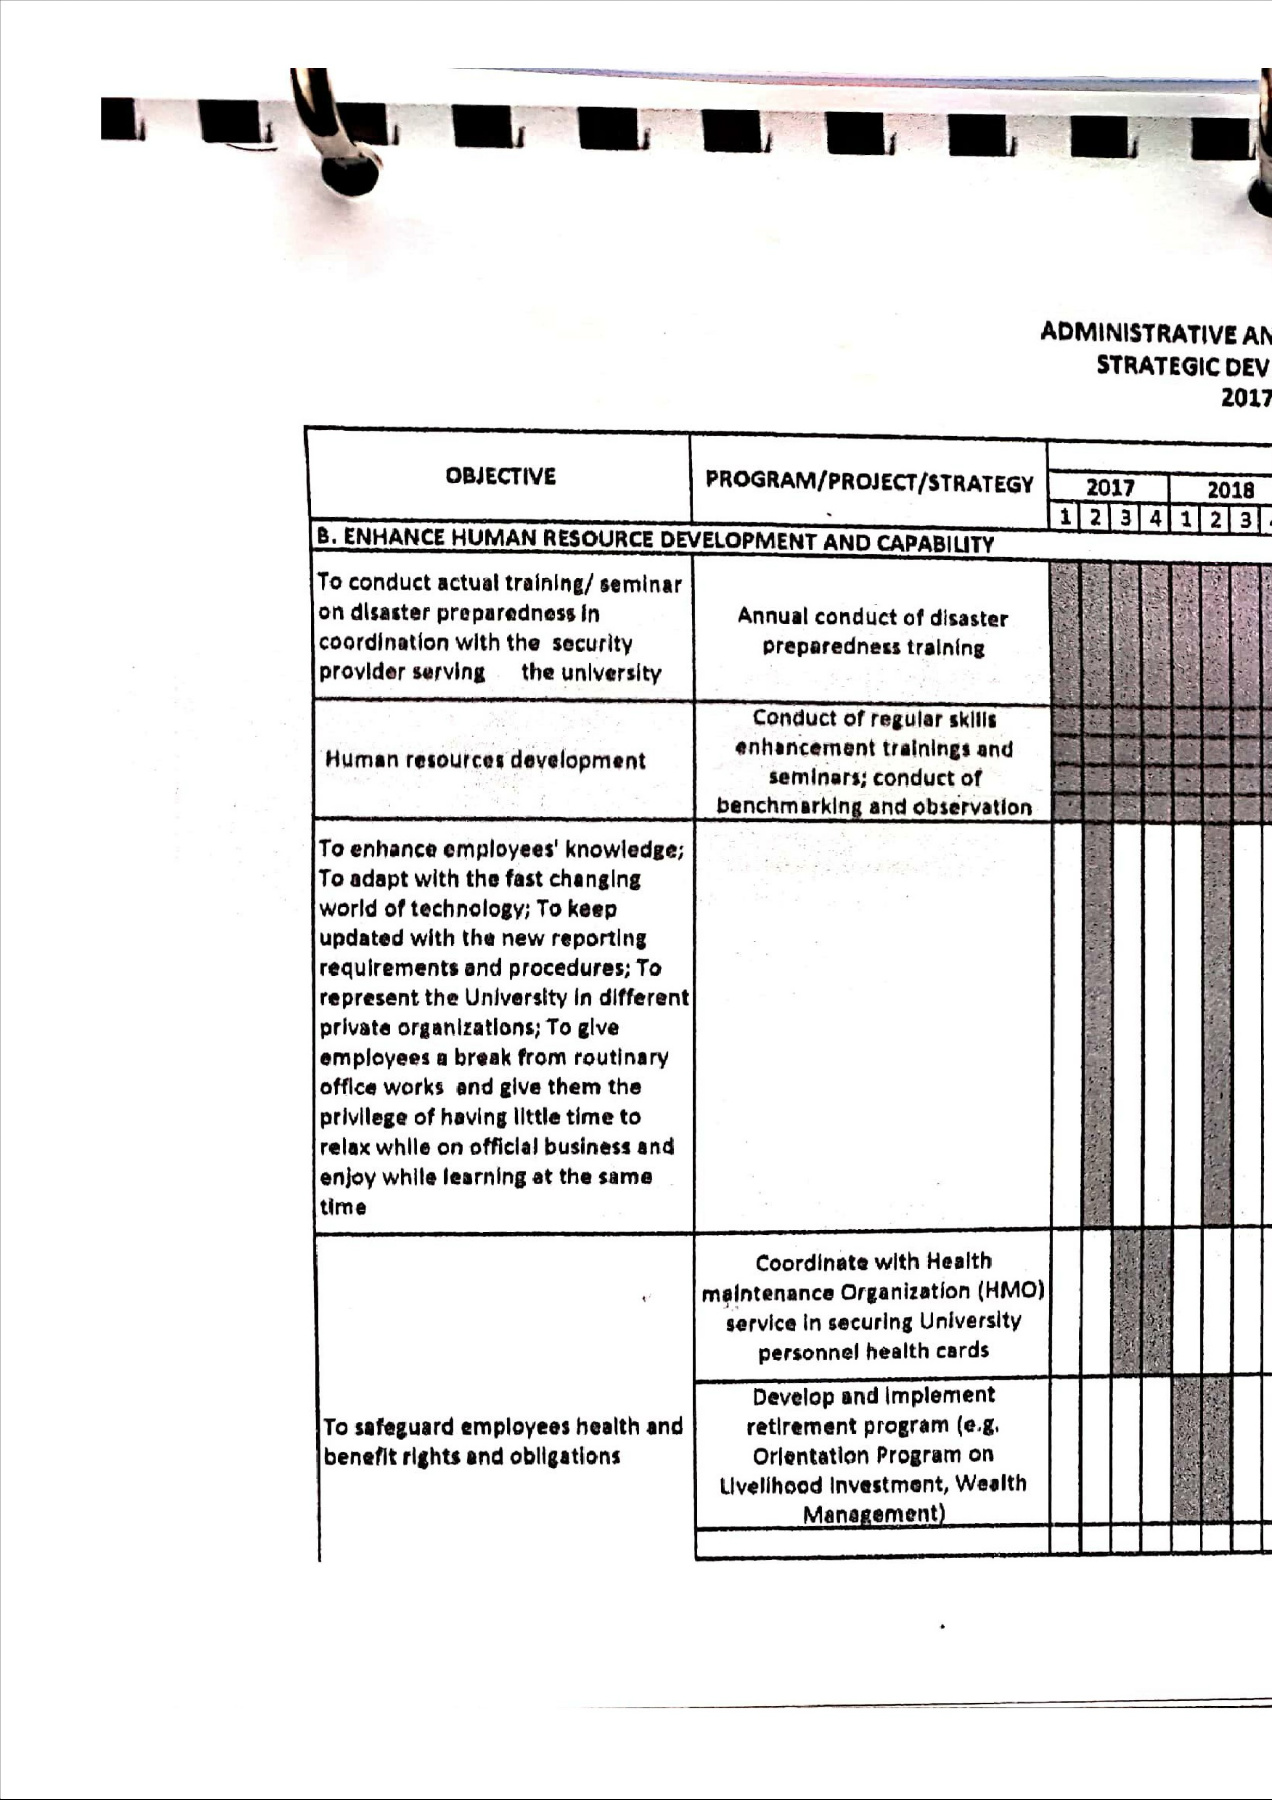 ADMINISTRATIVE AN
STRATEGIC DEV
2017
OBJECTIVE
PROGRAM/PROJECT/STRATEGY
2017
2018
1 2 3 4 1 2 3
B. ENHANCE HUMAN RESOURCE DEVELOPMENT AND CAPABILITY
To conduct actual training/ seminar
on disaster preparedness in
coordination with the security
provider serving the university
Annual conduct of disaster
preparedness training
Human resources development
Conduct of regular skills
enhancement trainings and
seminars; conduct of
benchmarking and observation
To enhance employees' knowledge;
To adapt with the fast changing
world of technology; To keep
updated with the new reporting
requirements and procedures; To
represent the University in different
private organizations; To give
employees a break from routinary
office works and give them the
privilege of having little time to
relax while on official business and
enjoy while learning at the same
time
To safeguard employees health and
benefit rights and obligations
Coordinate with Health
maintenance Organization (HMO)
service in securing University
personnel health cards
Develop and implement
retirement program (e.g.
Orientation Program on
Livelihood Investment, Wealth
Management)